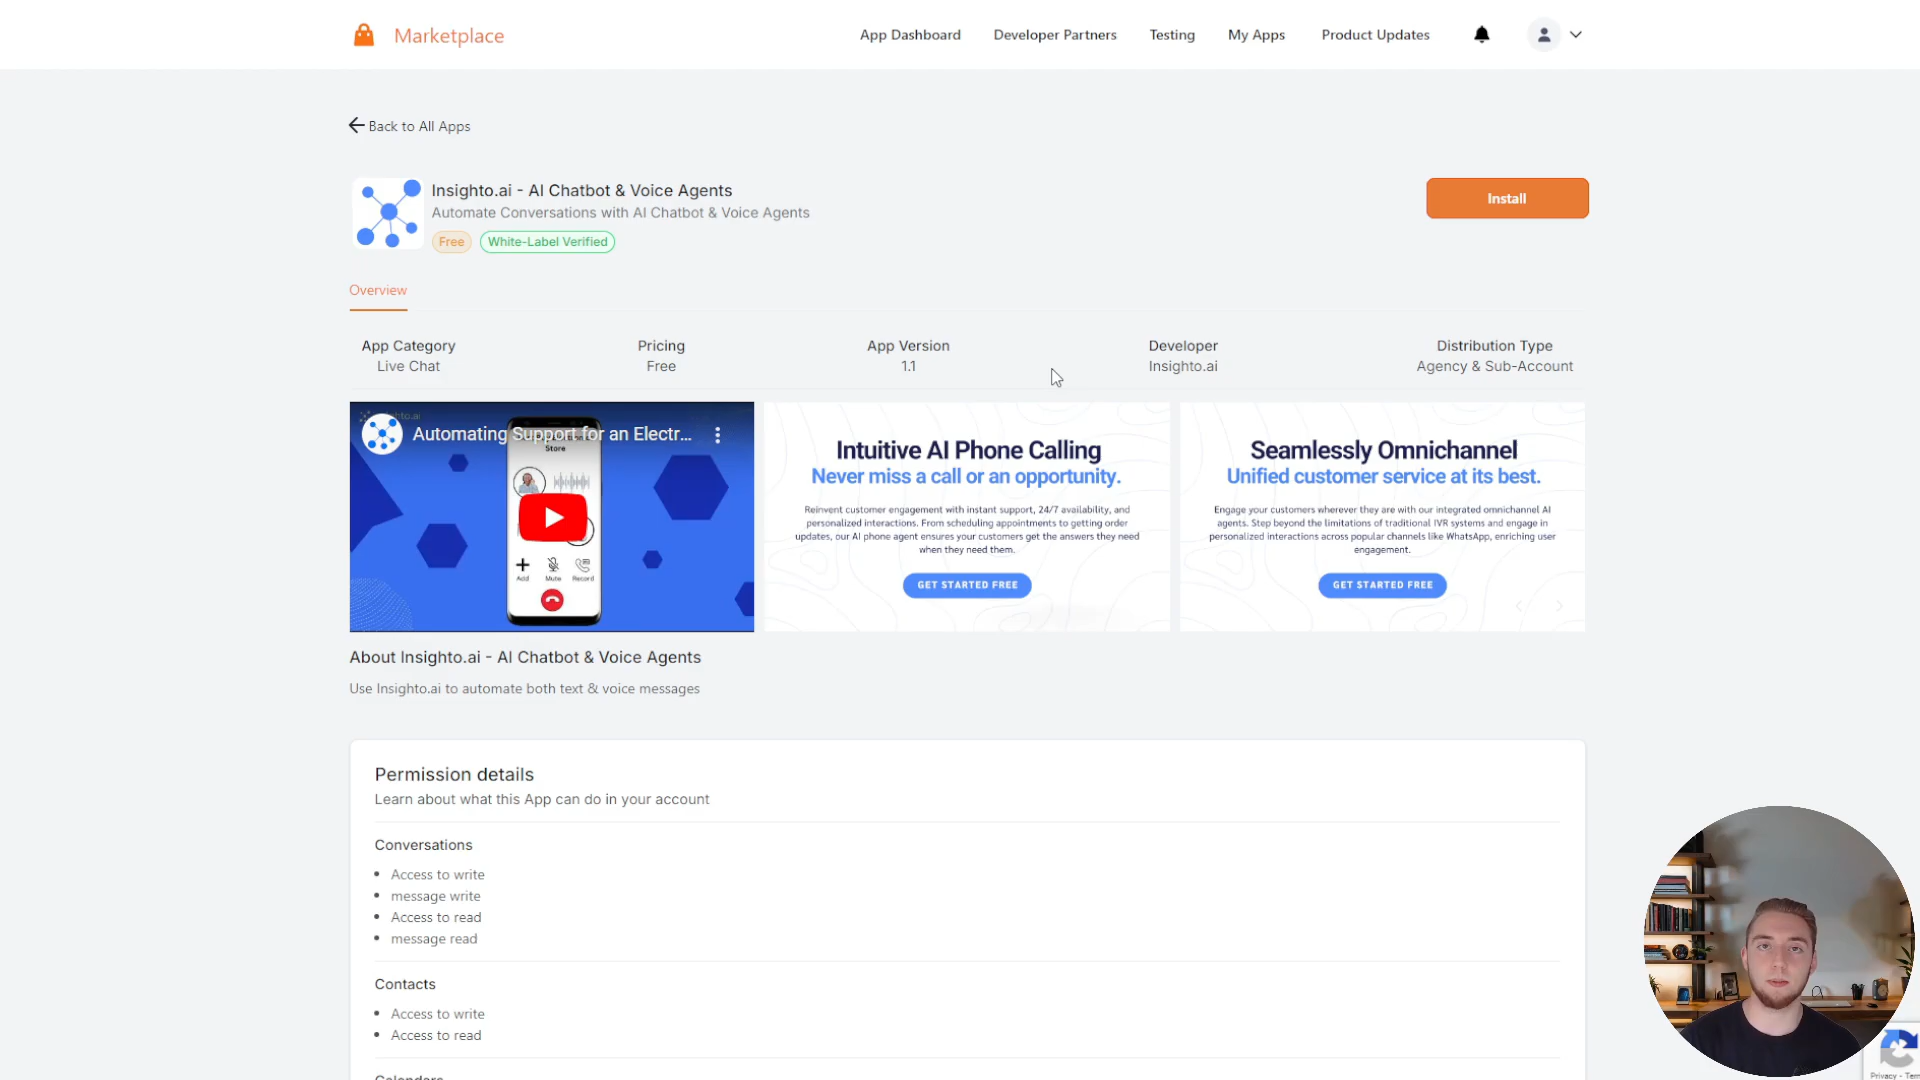 Marketplace
App Dashboard
Developer Partners
Testing
My Apps
Product Updates
Back to All Apps
Insighto.ai - AI Chatbot & Voice Agents
Automate Conversations with AI Chatbot & Voice Agents
Free
White-Label Verified
Install
Overview
App Category
Live Chat
Pricing
Free
App Version
1.1
Developer
Insighto.ai
Distribution Type
Agency & Sub-Account
Automating Support for an Electr...
Store
Add
Mute
Record
Intuitive AI Phone Calling
Never miss a call or an opportunity.
Reinvent customer engagement with instant support, 24/7 availability, and
personalized interactions. From scheduling appointments to getting order
updates, our AI phone agent ensures your customers get the answers they need
when they need them.
GET STARTED FREE
Seamlessly Omnichannel
Unified customer service at its best.
Engage your customers wherever they are with our integrated omnichannel AI
agents. Step beyond the limitations of traditional IVR systems and engage in
personalized interactions across popular channels like WhatsApp, enriching user
engagement.
GET STARTED FREE
About Insighto.ai - AI Chatbot & Voice Agents
Use Insighto.ai to automate both text & voice messages
Permission details
Learn about what this App can do in your account
Conversations
Access to write
message write
Access to read
message read
Contacts
Access to write
Access to read
Calendars
Privacy - Ter